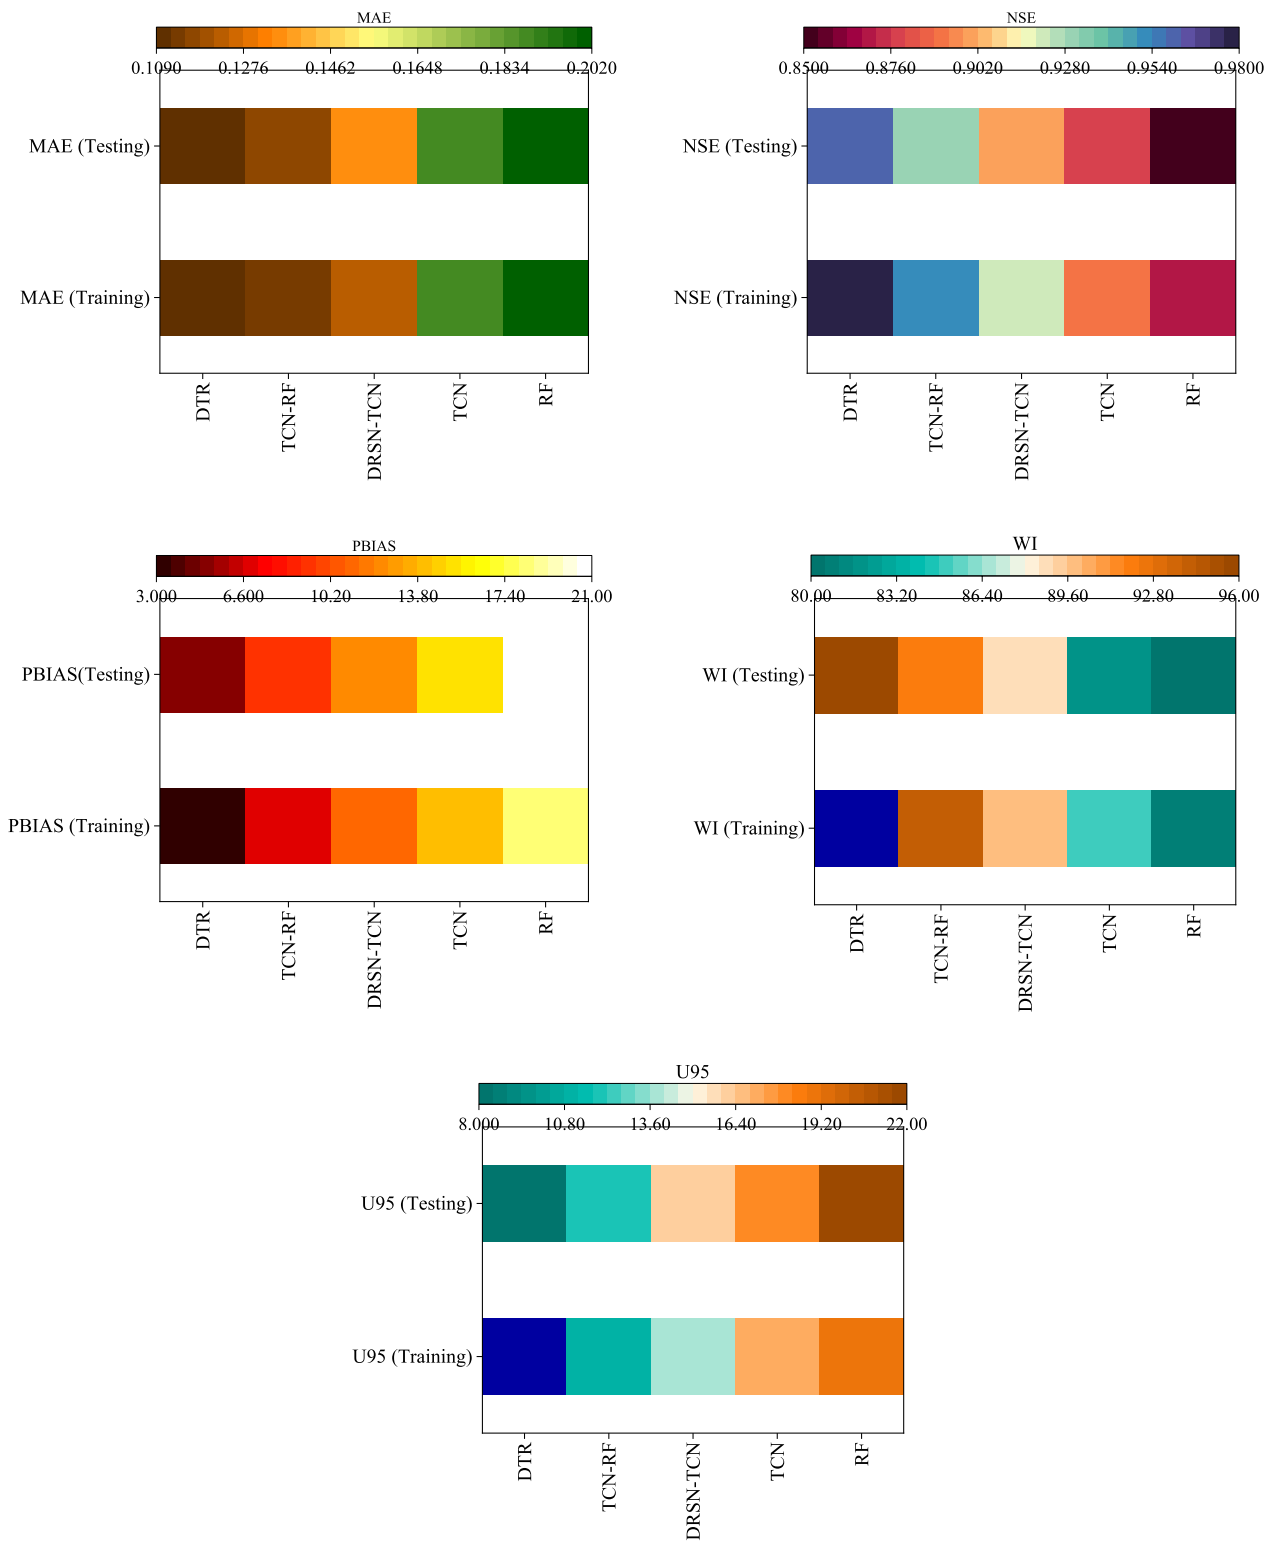 MAE
0.1090 0.1276 0.1462 0.1648 0.1834 0.2020
MAE (Testing)
MAE (Training)
DTR
TCN-RF
DRSN-TCN
TCN
RF
NSE
0.8500 0.8760 0.9020 0.9280 0.9540 0.9800
NSE (Testing)
NSE (Training)
DTR
TCN-RF
DRSN-TCN
TCN
RF
PBIAS
3.000 6.600 10.20 13.80 17.40 21.00
PBIAS(Testing)
PBIAS (Training)
DTR
TCN-RF
DRSN-TCN
TCN
RF
WI
80.00 83.20 86.40 89.60 92.80 96.00
WI (Testing)
WI (Training)
DTR
TCN-RF
DRSN-TCN
TCN
RF
U95
8.000 10.80 13.60 16.40 19.20 22.00
U95 (Testing)
U95 (Training)
DTR
TCN-RF
DRSN-TCN
TCN
RF